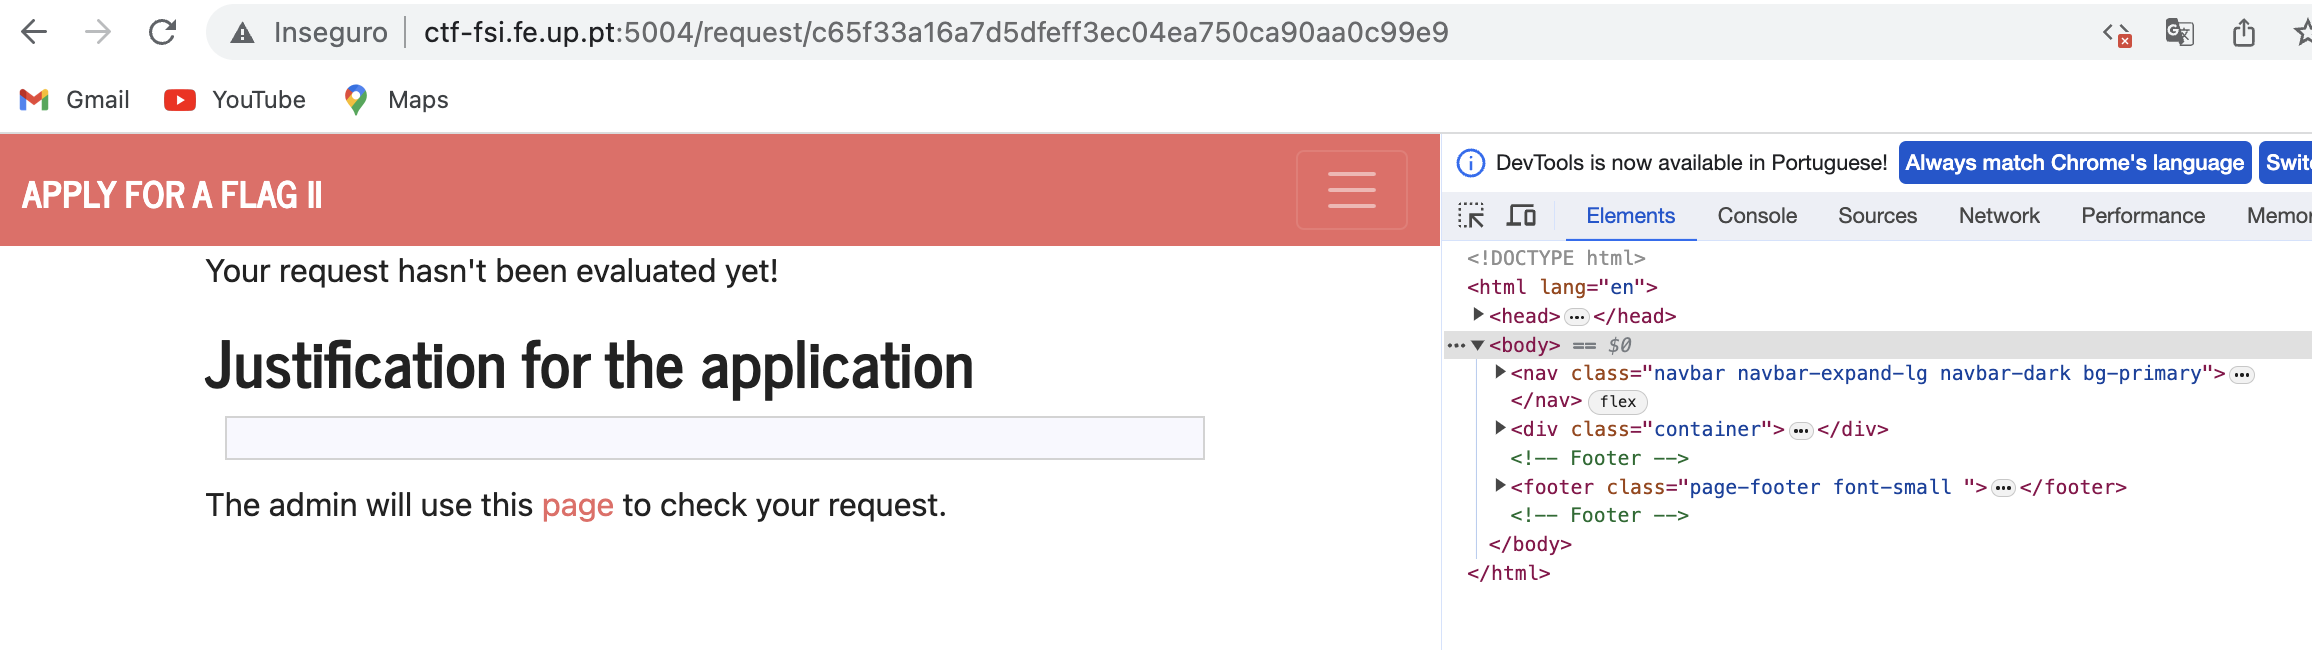 Inseguro ctf-fsi.fe.up.pt:5004/request/c65f33a16a7d5dfeff3ec04ea750ca90aa0c99e9
Gmail YouTube Maps
APPLY FOR A FLAG II
Your request hasn't been evaluated yet!
Justification for the application
The admin will use this page to check your request.
DevTools is now available in Portuguese! Always match Chrome's language Swit
Elements Console Sources Network Performance Memor
<!DOCTYPE html>
<html lang="en">
<head>…</head>
<body> == $0
<nav class="navbar navbar-expand-lg navbar-dark bg-primary">…
</nav> flex
<div class="container">…</div>
<!-- Footer -->
<footer class="page-footer font-small ">…</footer>
<!-- Footer -->
</body>
</html>